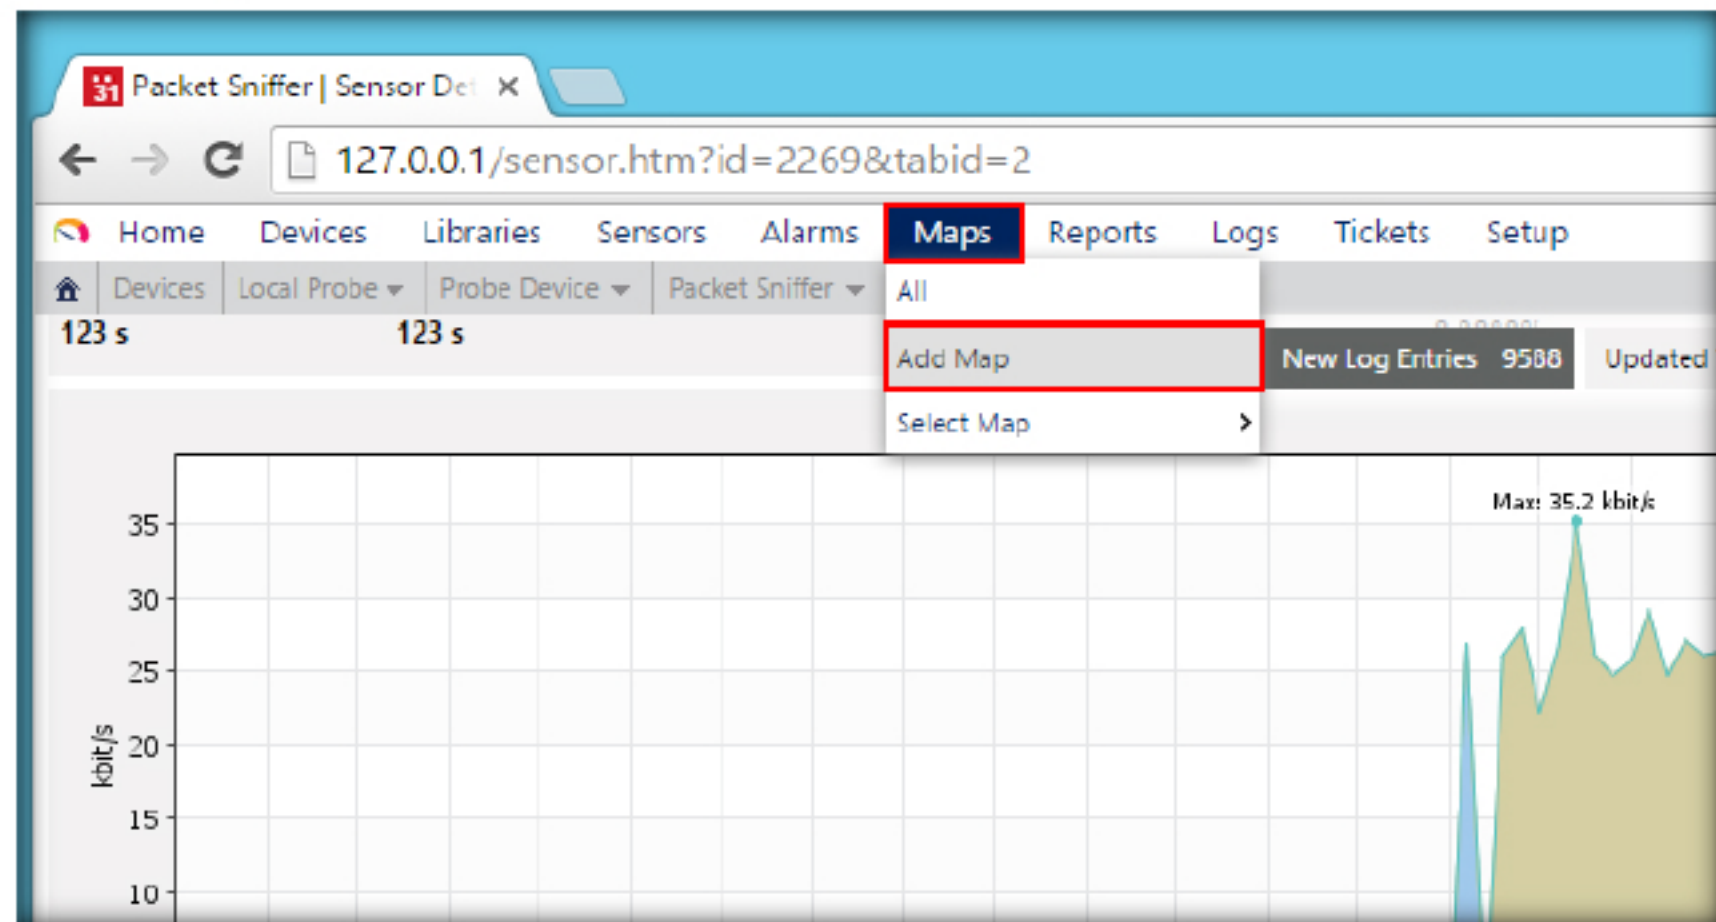 31 Packet Sniffer | Sensor Det
127.0.0.1/sensor.htm?id=2269&tabid=2
Home Devices Libraries Sensors Alarms Maps Reports Logs Tickets Setup
Devices Local Probe Probe Device Packet Sniffer
All
123 s 123 s
Add Map
New Log Entries 9588 Updated
Select Map
Max: 35.2 kbit/s
35
30
25
20
kbit/s
15
10